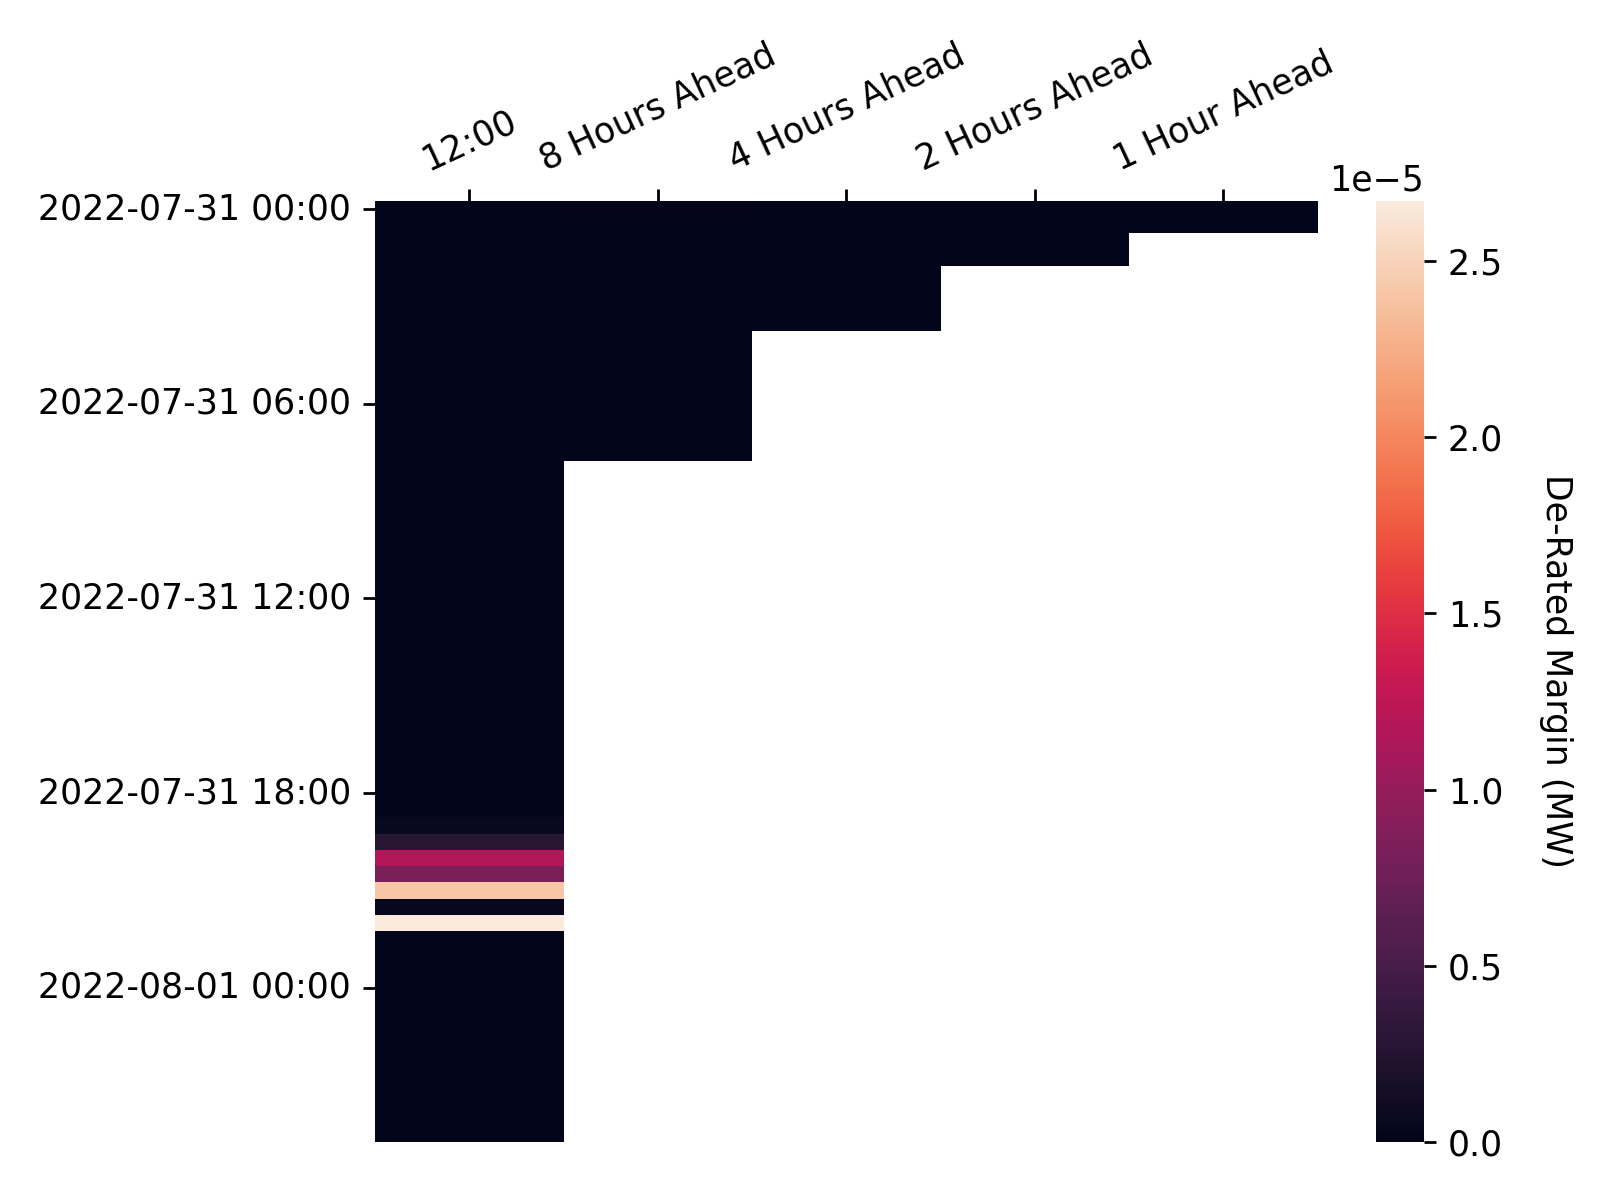 12:00
8 Hours Ahead
4 Hours Ahead
2 Hours Ahead
1 Hour Ahead
1e−5
2022-07-31 00:00
2022-07-31 06:00
2022-07-31 12:00
2022-07-31 18:00
2022-08-01 00:00
2.5
2.0
1.5
1.0
0.5
0.0
De-Rated Margin (MW)